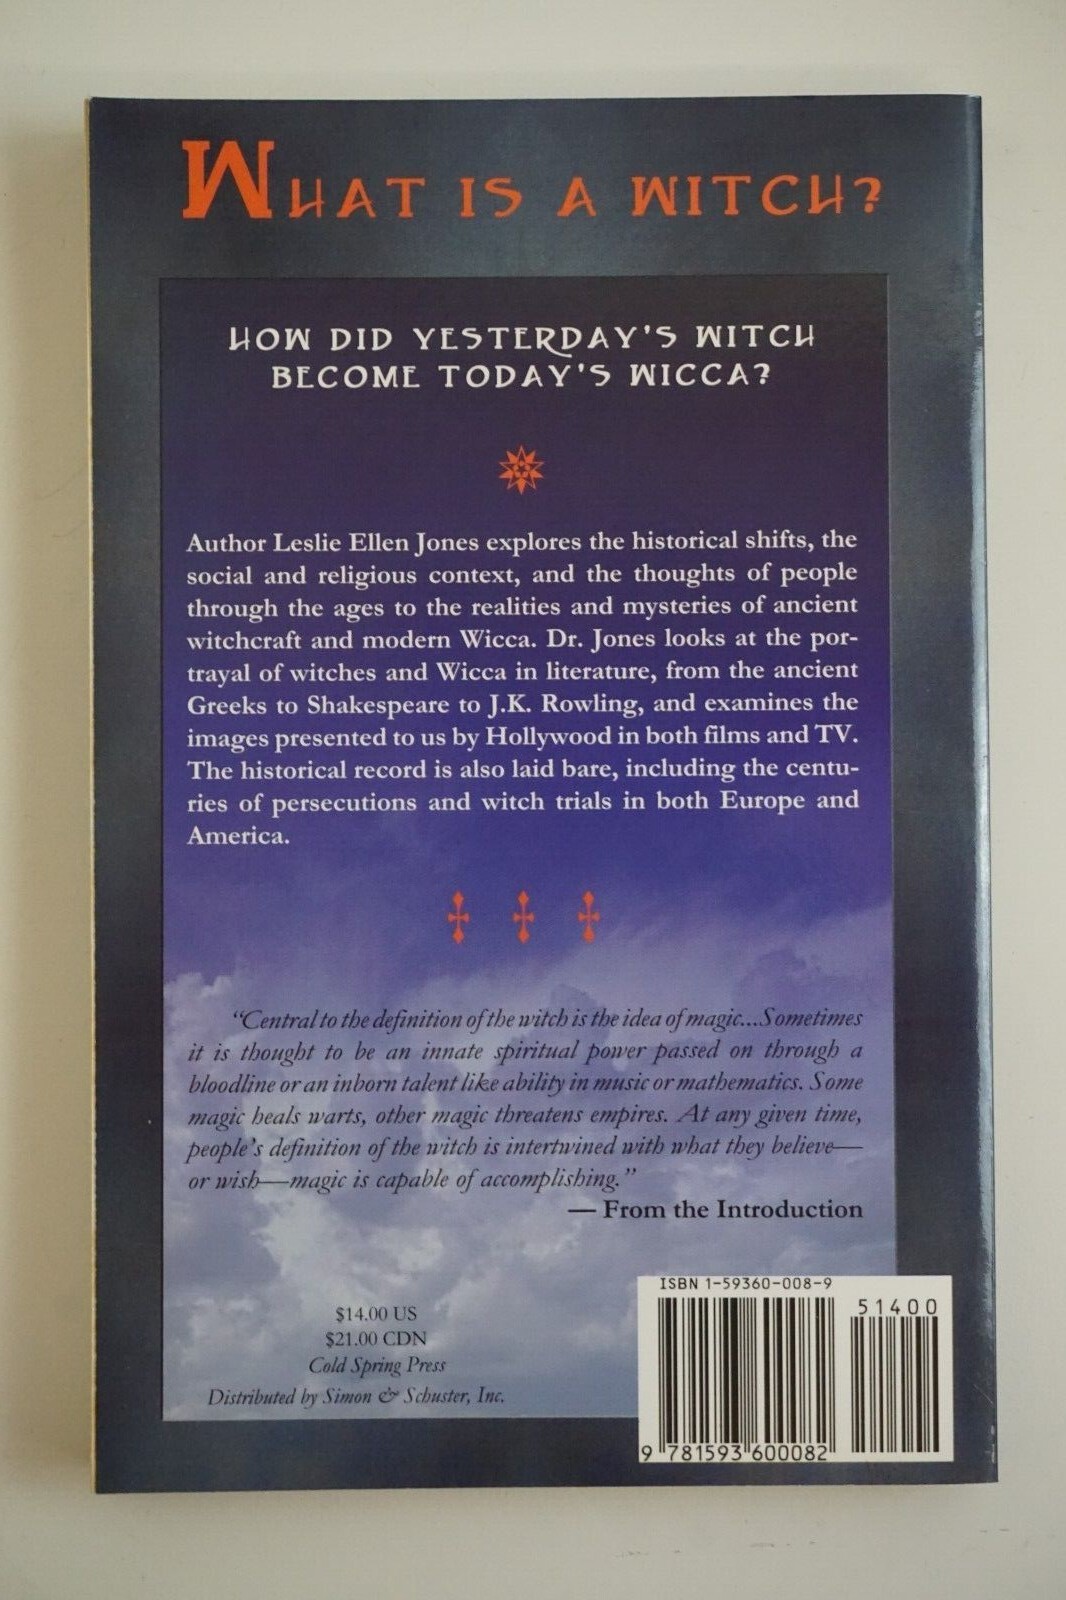 WHAT IS A WITCH?
HOW DID YESTERDAY'S WITCH
BECOME TODAY'S WICCA?
Author Leslie Ellen Jones explores the historical shifts, the
social and religious context, and the thoughts of people
through the ages to the realities and mysteries of ancient
witchcraft and modern Wicca. Dr. Jones looks at the por-
trayal of witches and Wicca in literature, from the ancient
Greeks to Shakespeare to J.K. Rowling, and examines the
images presented to us by Hollywood in both films and TV.
The historical record is also laid bare, including the centu-
ries of persecutions and witch trials in both Europe and
America.
"Central to the definition of the witch is the idea of magic...Sometimes
it is thought to be an innate spiritual power passed on through a
bloodline or an inborn talent like ability in music or mathematics. Some
magic heals warts, other magic threatens empires. At any given time,
people's definition of the witch is intertwined with what they believe—
or wish—magic is capable of accomplishing."
— From the Introduction
ISBN 1-59360-008-9
51400
$14.00 US
$21.00 CDN
Cold Spring Press
Distributed by Simon & Schuster, Inc.
9 781593 600082